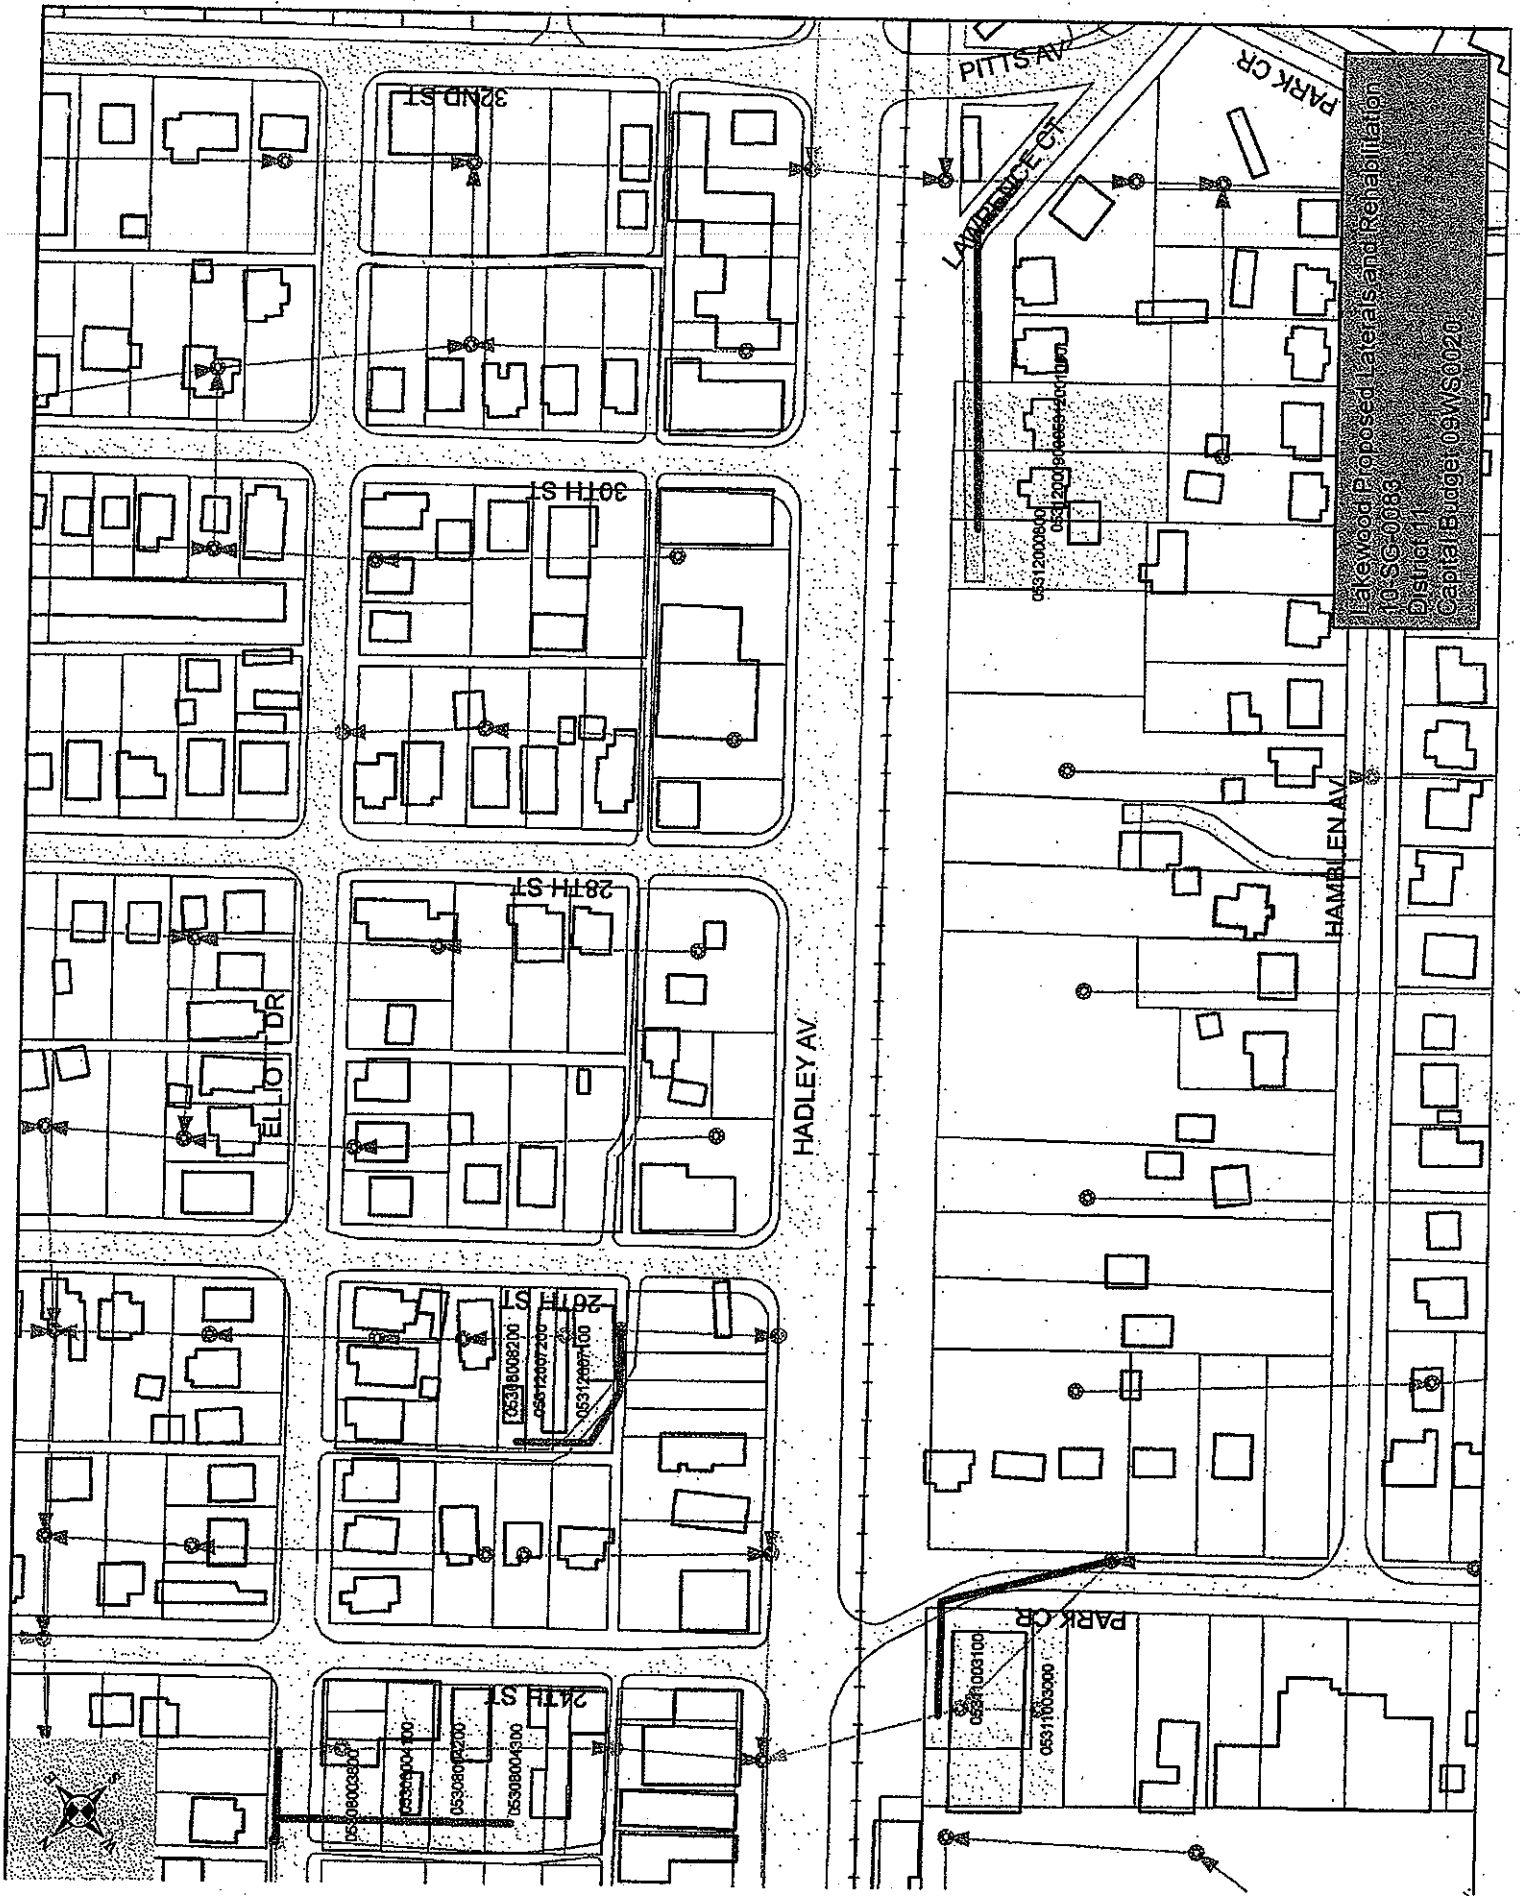 Lakewood Proposed Laterals and Rehabilitation
10-SG-0083
District 11
Capital Budget 09WS0020
PITTS AV
PARK CR
32ND ST
LAWRENCE CT
30TH ST
05312000800
28TH ST
HAMBLEN AV
ELLIOTT DR
HADLEY AV
26TH ST
05308008200
05312007200
05312007100
PARK CR
05311003100
05311003000
24TH ST
05308004100
05308004200
05308004300